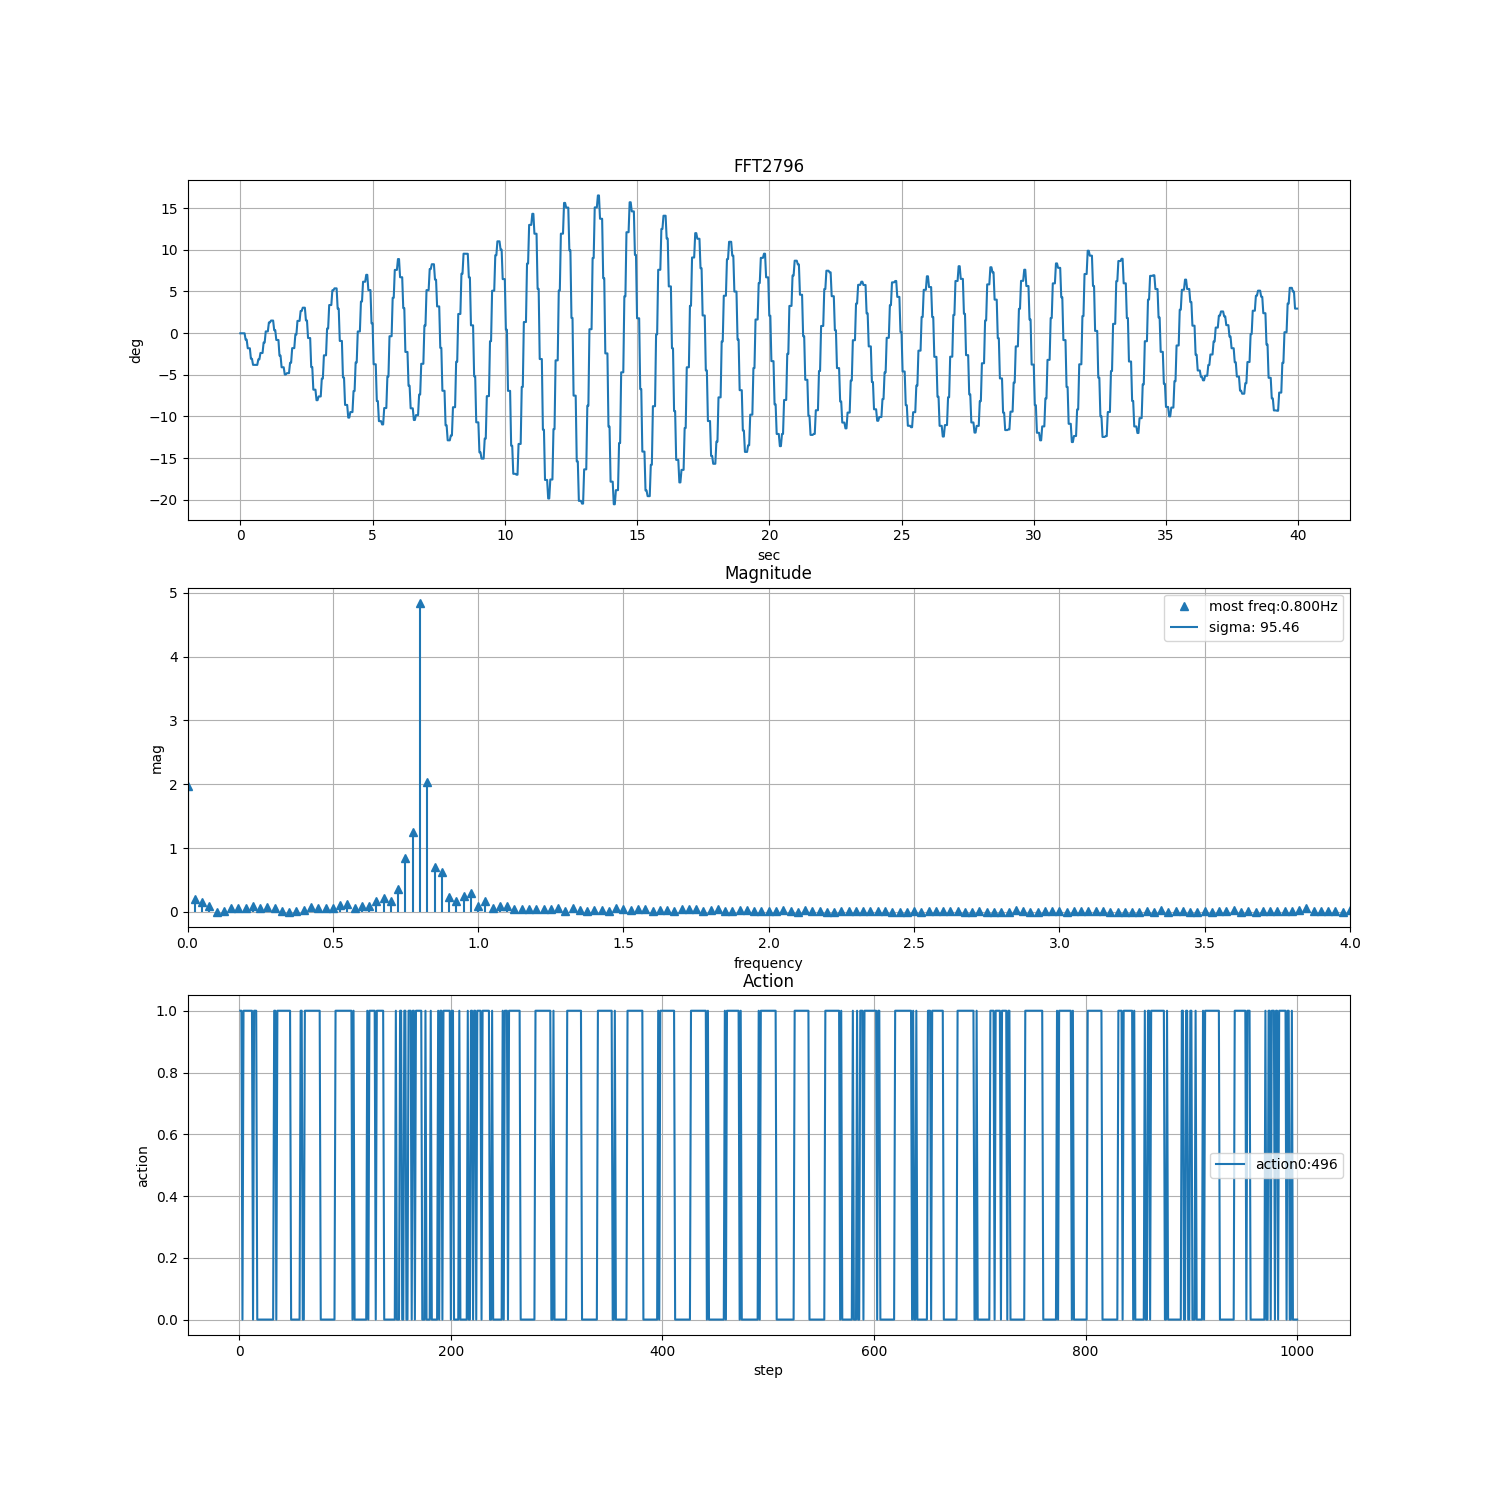 FFT2796
15
10
5
0
−5
−10
−15
−20
deg
0 5 10 15 20 25 30 35 40
sec
Magnitude
5
4
3
2
1
0
mag
most freq:0.800Hz
sigma: 95.46
0.0 0.5 1.0 1.5 2.0 2.5 3.0 3.5 4.0
frequency
Action
1.0
0.8
0.6
0.4
0.2
0.0
action
action0:496
0 200 400 600 800 1000
step